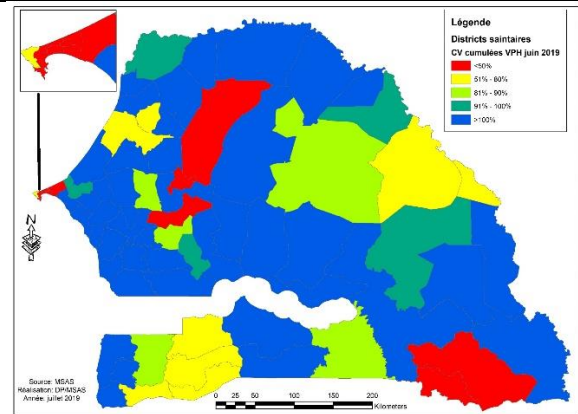 Légende
Districts saintaires
CV cumulées VPH juin 2019
<50%
51% - 80%
81% - 90%
91% - 100%
>100%
N
Source: MSAS
Réalisation: DP/MSAS
Année: juillet 2019
0 25 50 100 150 200
Kilometers